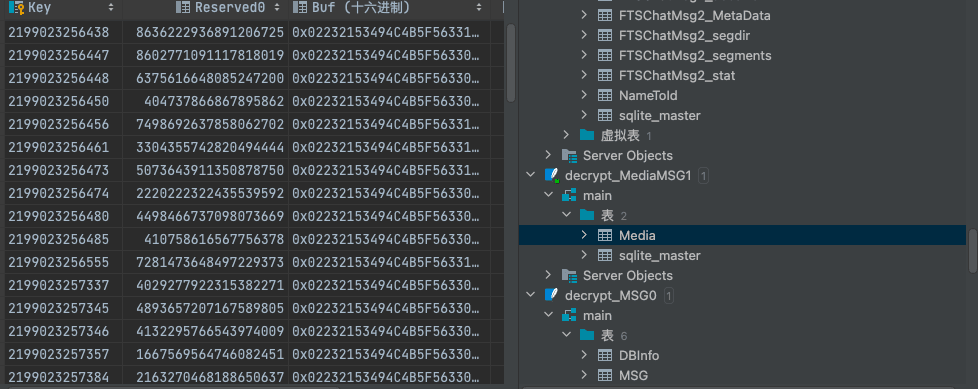 Key Reserved0 Buf (十六进制)
2199023256438 8636222936891206725 0x02232153494C4B5F56331…
2199023256447 8602771091117818019 0x02232153494C4B5F56330…
2199023256448 6375616648085247200 0x02232153494C4B5F56330…
2199023256450 404737866867895862 0x02232153494C4B5F56330…
2199023256456 7498692637858062702 0x02232153494C4B5F56331…
2199023256461 3304355742820494444 0x02232153494C4B5F56331…
2199023256473 5073643911350878750 0x02232153494C4B5F56331…
2199023256474 2220222322435539592 0x02232153494C4B5F56330…
2199023256480 4498466737098073669 0x02232153494C4B5F56331…
2199023256485 410758616567756378 0x02232153494C4B5F56330…
2199023256555 7281473648497229373 0x02232153494C4B5F56330…
2199023257337 4029277922315382271 0x02232153494C4B5F56330…
2199023257345 4893657207167589805 0x02232153494C4B5F56330…
2199023257346 4132295766543974009 0x02232153494C4B5F56330…
2199023257357 1667569564746082451 0x02232153494C4B5F56330…
2199023257384 2163270468188650637 0x02232153494C4B5F56330…
FTSChatMsg2_MetaData
FTSChatMsg2_segdir
FTSChatMsg2_segments
FTSChatMsg2_stat
NameToId
sqlite_master
虚拟表 1
Server Objects
decrypt_MediaMSG1 1
main
表 2
Media
sqlite_master
Server Objects
decrypt_MSG0 1
main
表 6
DBInfo
MSG